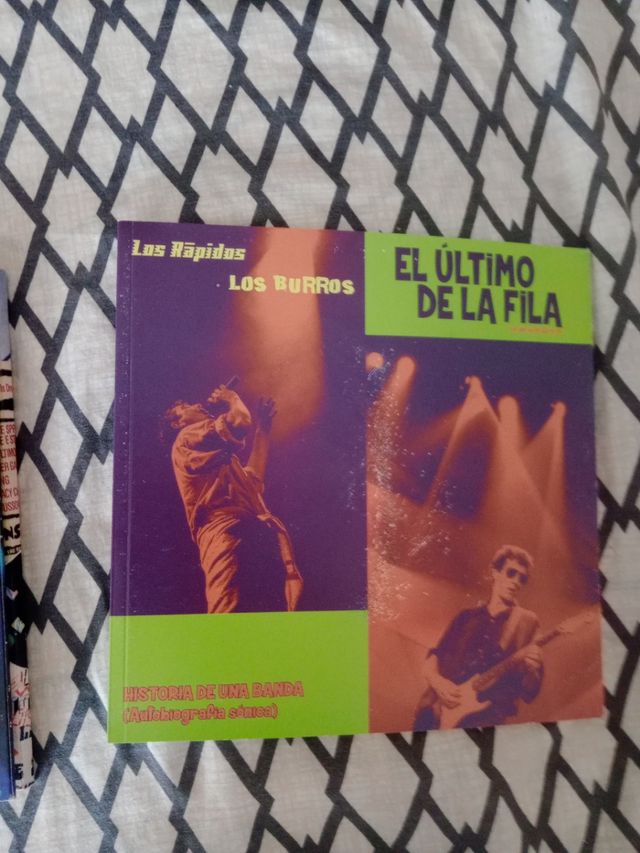 Los Rápidos
LOS BURROS
EL ÚLTIMO
DE LA FILA
HISTORIA DE UNA BANDA
(Autobiografía sónica)